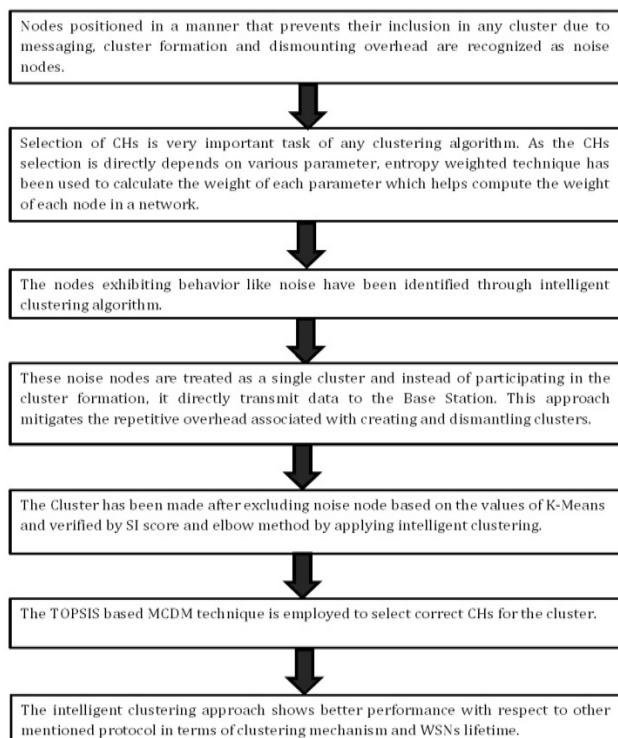 Nodes positioned in a manner that prevents their inclusion in any cluster due to
messaging, cluster formation and dismounting overhead are recognized as noise
nodes.
Selection of CHs is very important task of any clustering algorithm. As the CHs
selection is directly depends on various parameter, entropy weighted technique has
been used to calculate the weight of each parameter which helps compute the weight
of each node in a network.
The nodes exhibiting behavior like noise have been identified through intelligent
clustering algorithm.
These noise nodes are treated as a single cluster and instead of participating in the
cluster formation, it directly transmit data to the Base Station. This approach
mitigates the repetitive overhead associated with creating and dismantling clusters.
The Cluster has been made after excluding noise node based on the values of K-Means
and verified by SI score and elbow method by applying intelligent clustering.
The TOPSIS based MCDM technique is employed to select correct CHs for the cluster.
The intelligent clustering approach shows better performance with respect to other
mentioned protocol in terms of clustering mechanism and WSNs lifetime.